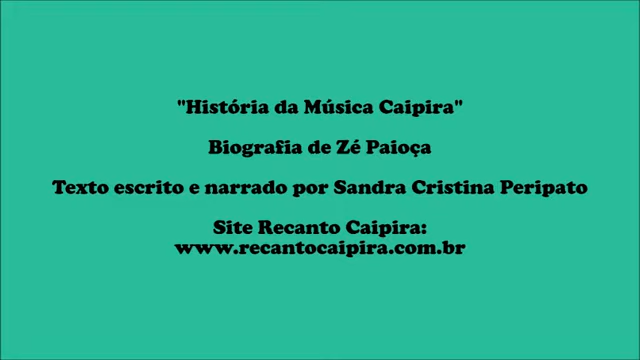 "História da Música Caipira"
Biografia de Zé Paioça
Texto escrito e narrado por Sandra Cristina Peripato
Site Recanto Caipira:
www.recantocaipira.com.br